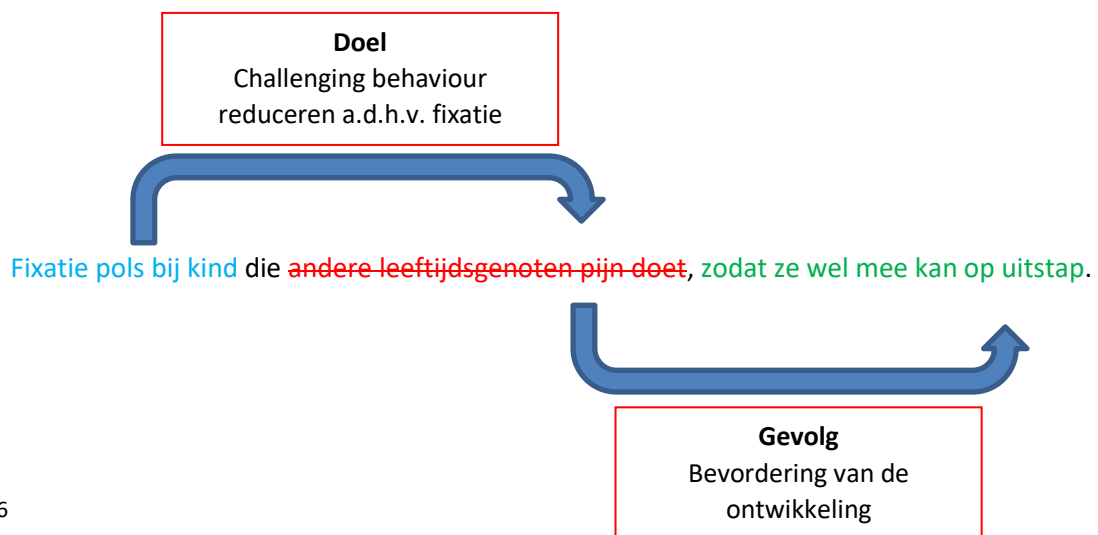 Doel
Challenging behaviour
reduceren a.d.h.v. fixatie
Fixatie pols bij kind die andere leeftijdsgenoten pijn doet, zodat ze wel mee kan op uitstap.
Gevolg
Bevordering van de
ontwikkeling